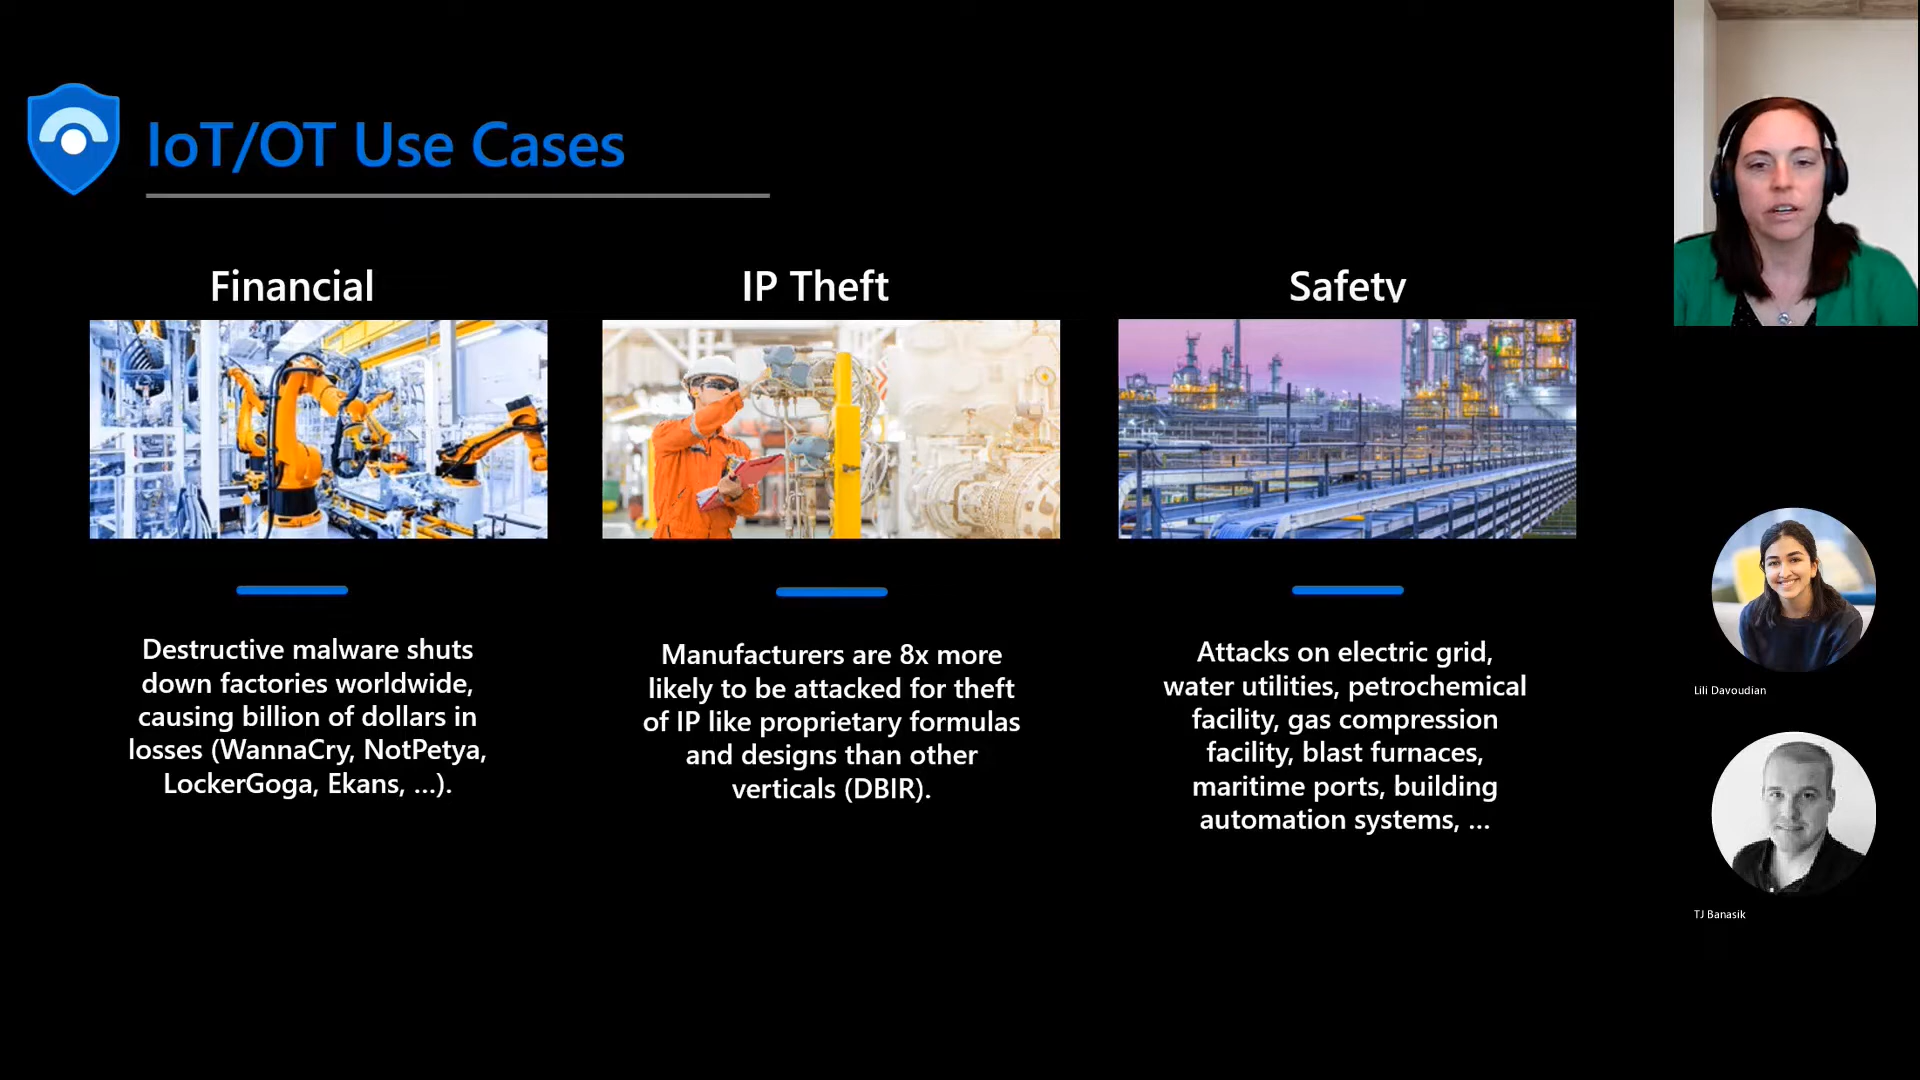 IoT/OT Use Cases
Financial
IP Theft
Safety
Destructive malware shuts
down factories worldwide,
causing billion of dollars in
losses (WannaCry, NotPetya,
LockerGoga, Ekans, ...).
Manufacturers are 8x more
likely to be attacked for theft
of IP like proprietary formulas
and designs than other
verticals (DBIR).
Attacks on electric grid,
water utilities, petrochemical
facility, gas compression
facility, blast furnaces,
maritime ports, building
automation systems, ...
Lili Davoudian
TJ Banasik